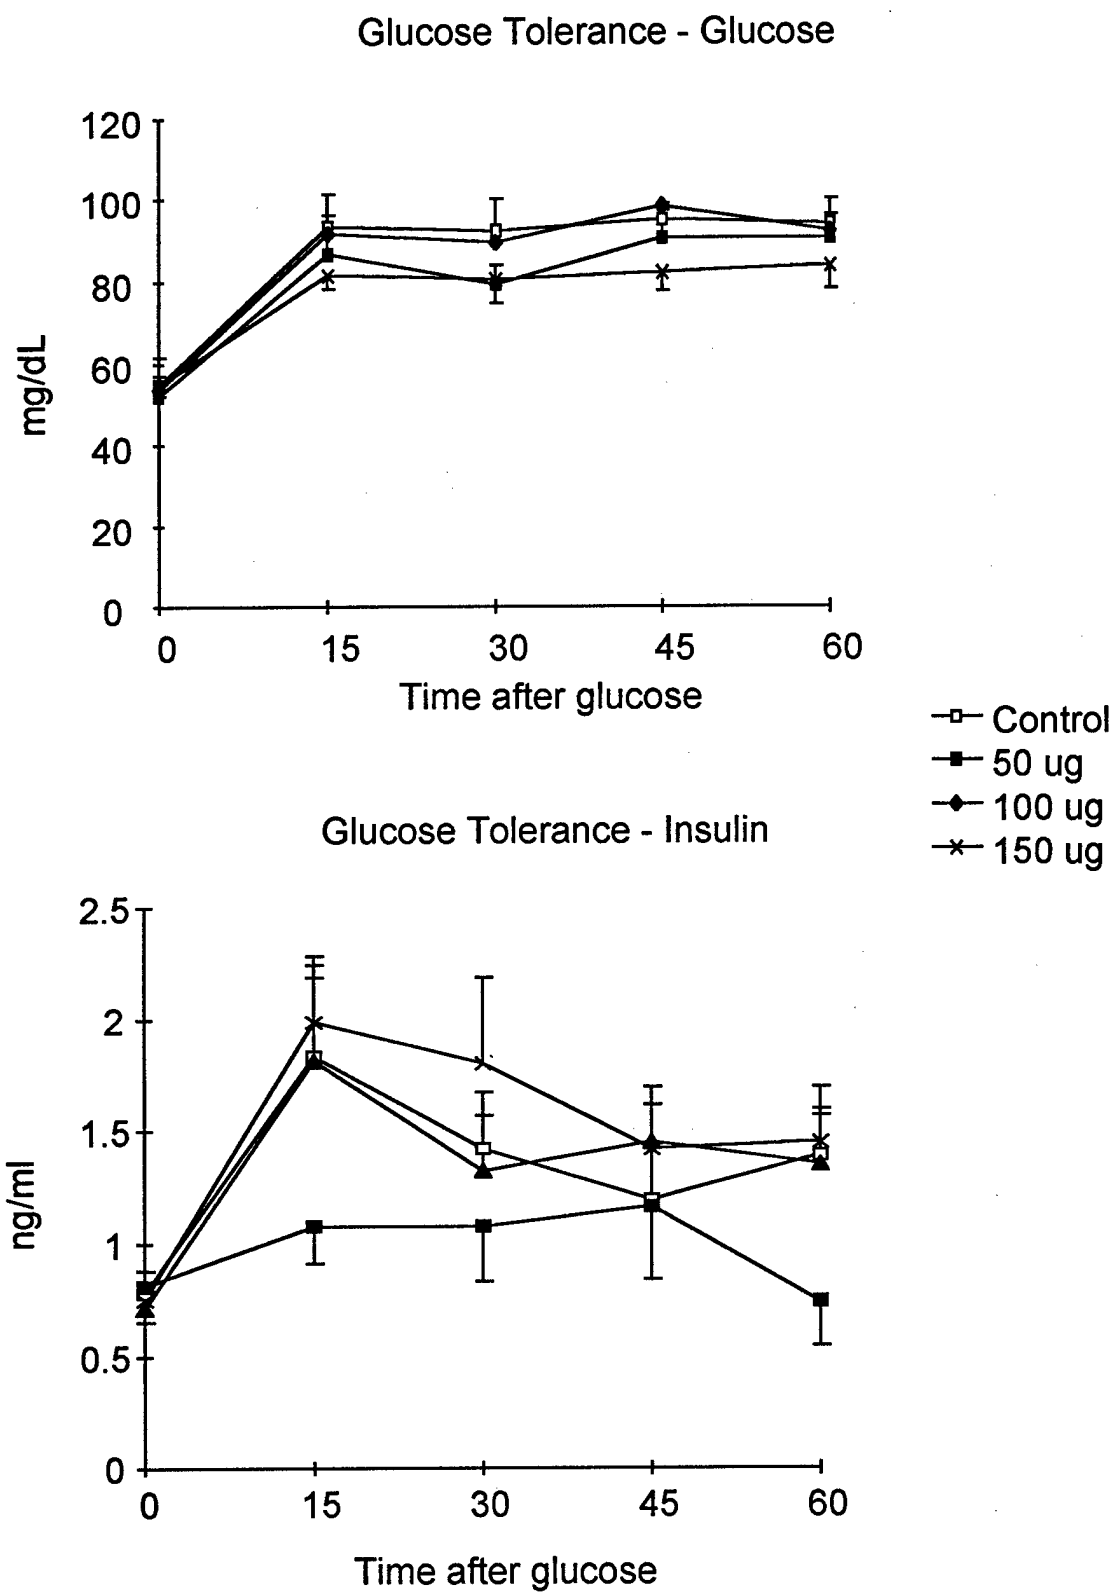 Glucose Tolerance - Glucose
120
100
80
60
40
20
0
mg/dL
0 15 30 45 60
Time after glucose
Control
50 ug
100 ug
150 ug
Glucose Tolerance - Insulin
2.5
2
1.5
1
0.5
0
ng/ml
0 15 30 45 60
Time after glucose